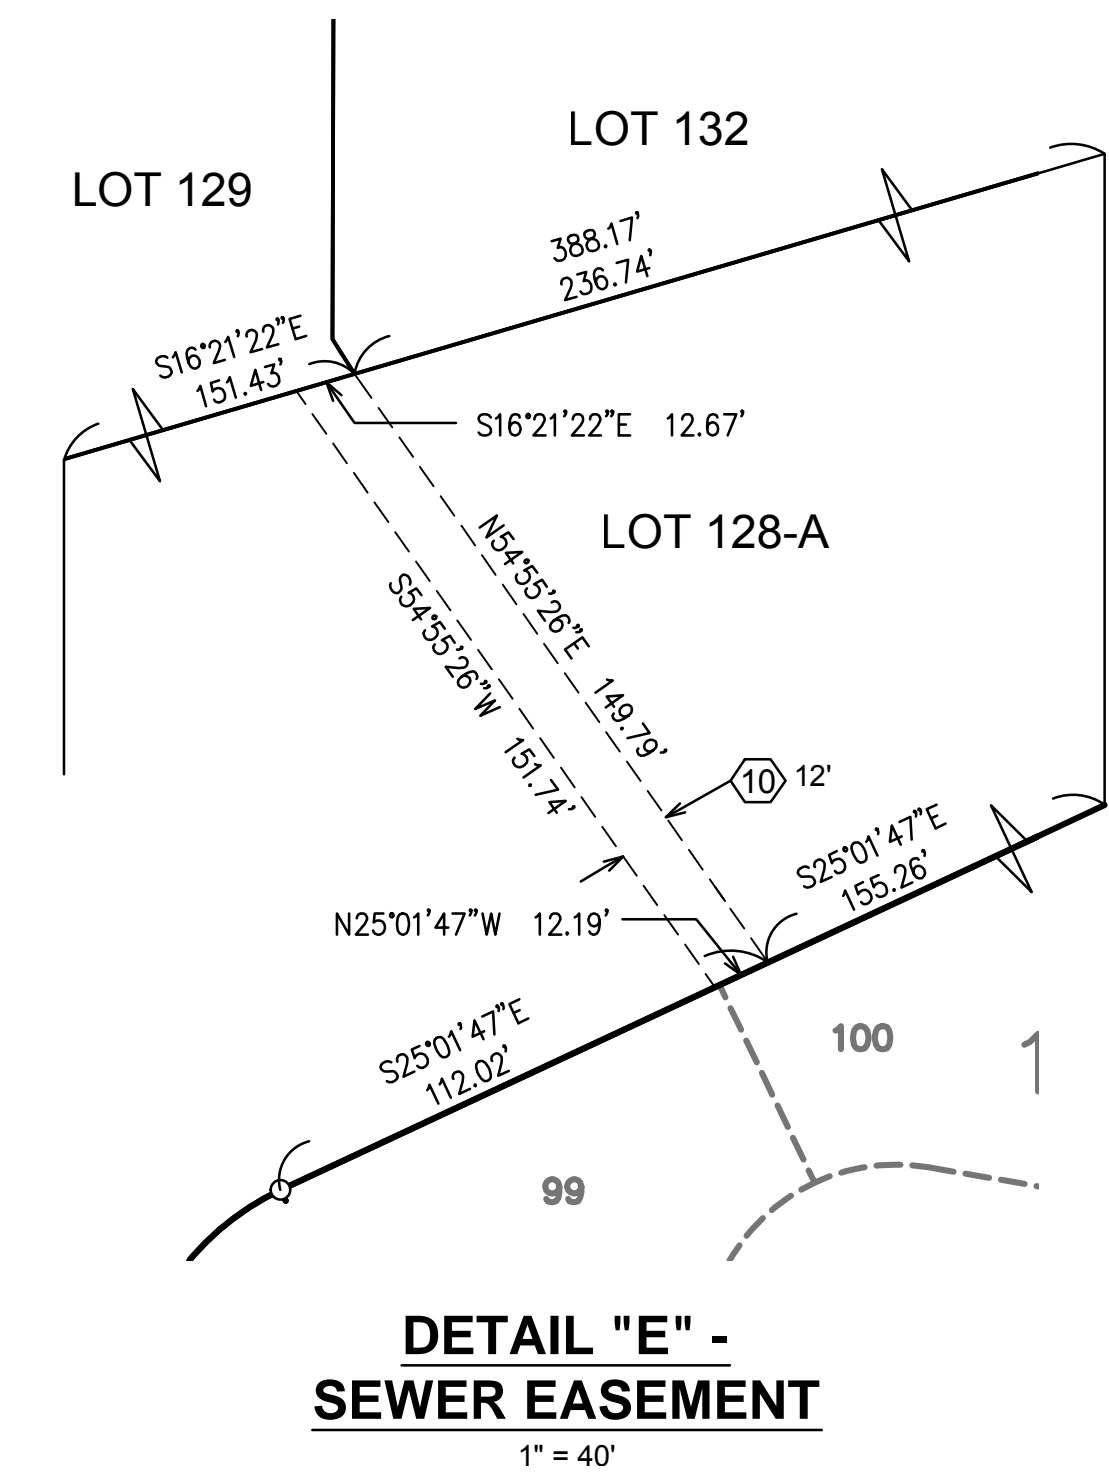 LOT 132
LOT 129
388.17'
236.74'
S16°21'22"E
151.43'
S16°21'22"E 12.67'
LOT 128-A
N54°55'26"E 149.79'
S54°55'26"W 151.74'
10 12'
S25°01'47"E
155.26'
N25°01'47"W 12.19'
S25°01'47"E
112.02'
100
1
99
DETAIL "E" -
SEWER EASEMENT
1" = 40'